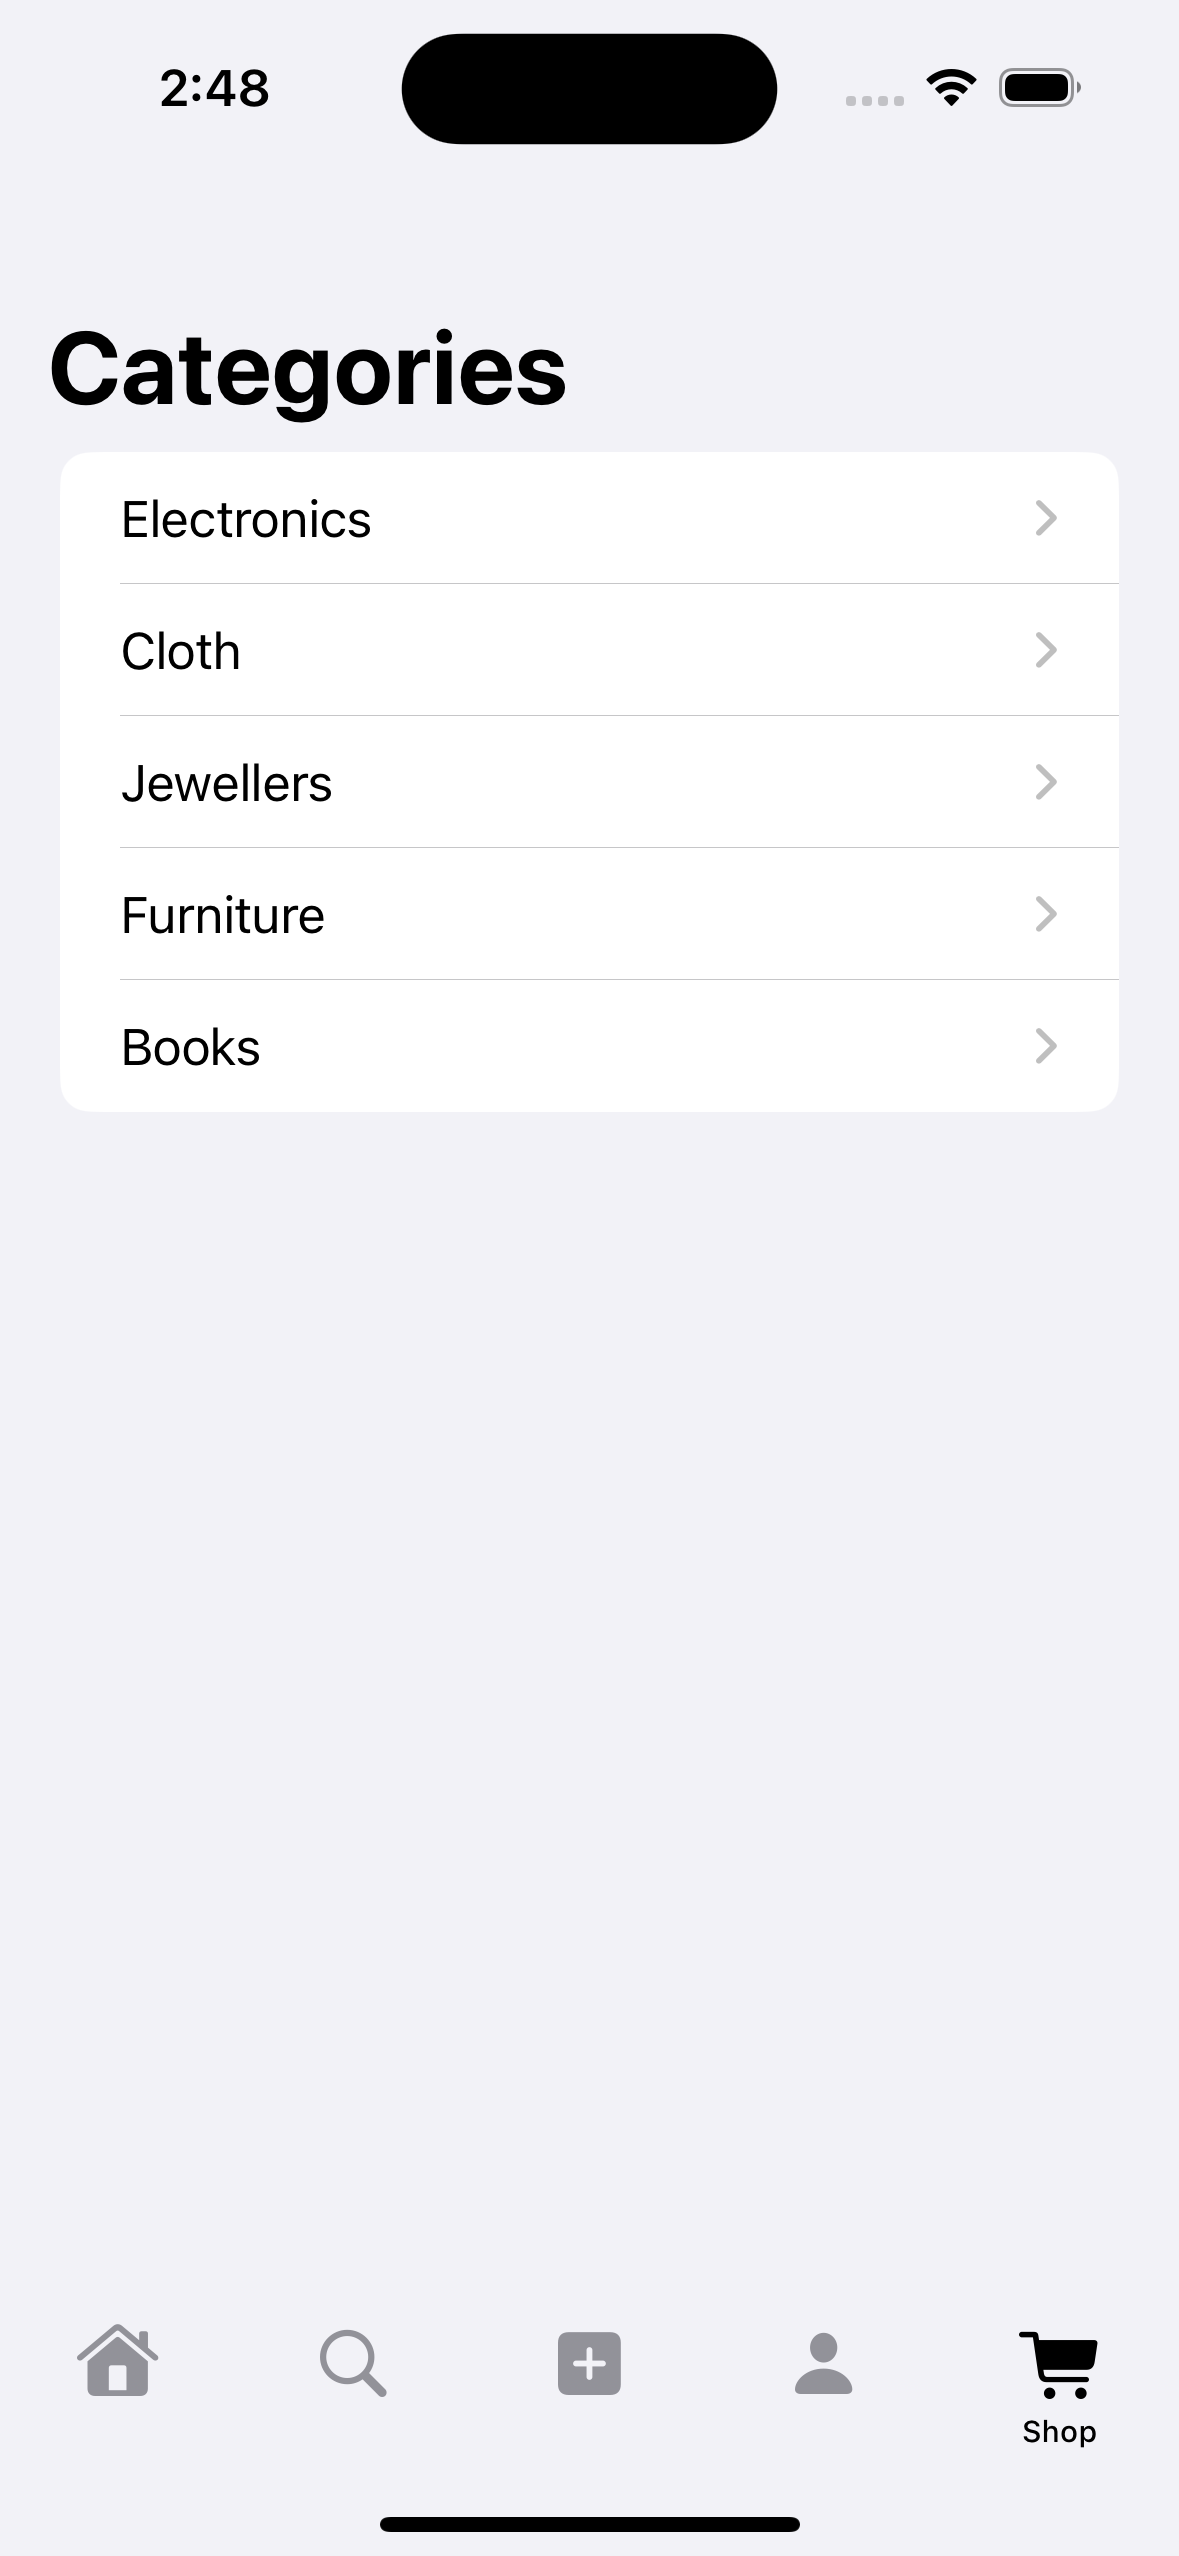 2:48
Categories
Electronics
Cloth
Jewellers
Furniture
Books
Shop